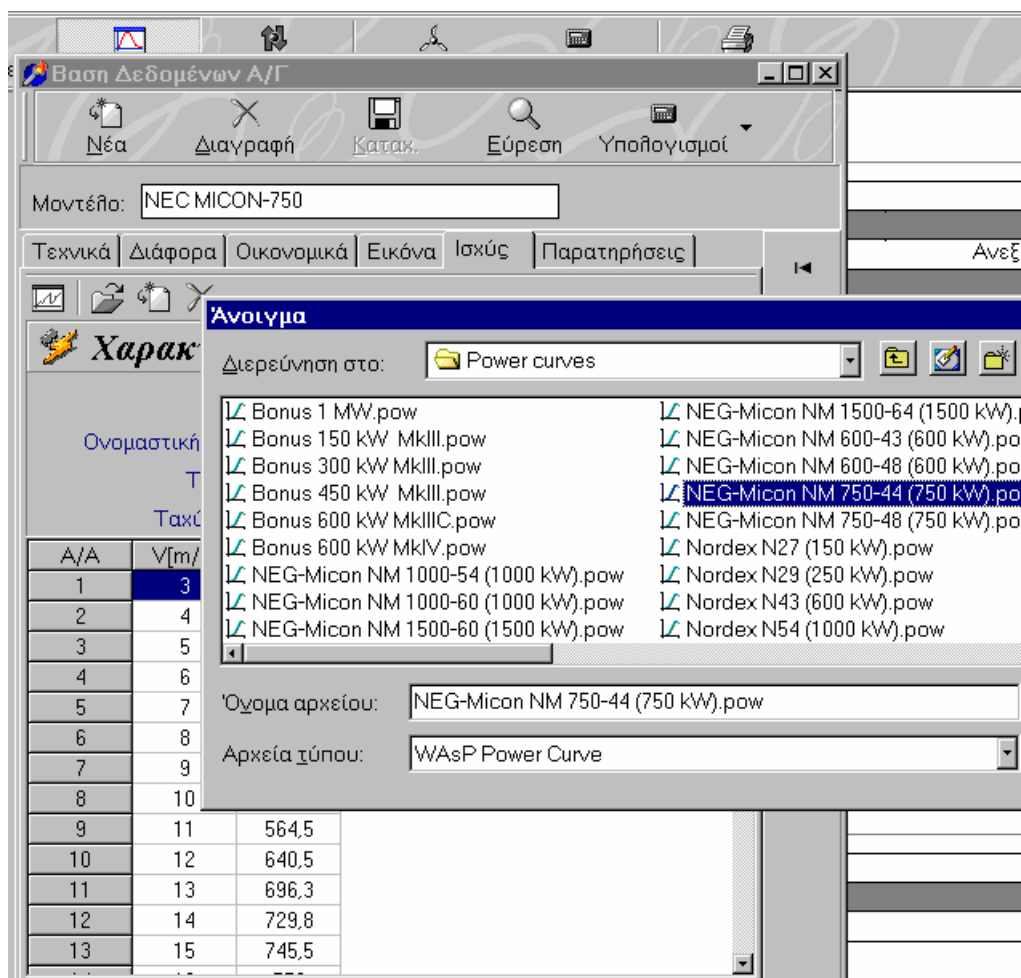 Βαση Δεδομένων Α/Γ
Νέα Διαγραφή Καταχ. Εύρεση Υπολογισμοί
Μοντέλο: NEC MICON-750
Τεχνικά Διάφορα Οικονομικά Εικόνα Ισχύς Παρατηρήσεις
Ανεξ
Άνοιγμα
Χαρακ
Διερεύνηση στο: Power curves
Ονομαστική
Τ
Ταχύ
Bonus 1 MW.pow
Bonus 150 kW MkIII.pow
Bonus 300 kW MkIII.pow
Bonus 450 kW MkIII.pow
Bonus 600 kW MkIIIC.pow
Bonus 600 kW MkIV.pow
NEG-Micon NM 1000-54 (1000 kW).pow
NEG-Micon NM 1000-60 (1000 kW).pow
NEG-Micon NM 1500-60 (1500 kW).pow
NEG-Micon NM 1500-64 (1500 kW).p
NEG-Micon NM 600-43 (600 kW).po
NEG-Micon NM 600-48 (600 kW).po
NEG-Micon NM 750-44 (750 kW).po
NEG-Micon NM 750-48 (750 kW).po
Nordex N27 (150 kW).pow
Nordex N29 (250 kW).pow
Nordex N43 (600 kW).pow
Nordex N54 (1000 kW).pow
Όνομα αρχείου: NEG-Micon NM 750-44 (750 kW).pow
Αρχεία τύπου: WAsP Power Curve
Α/Α V[m/
1 3
2 4
3 5
4 6
5 7
6 8
7 9
8 10
9 11 564,5
10 12 640,5
11 13 696,3
12 14 729,8
13 15 745,5